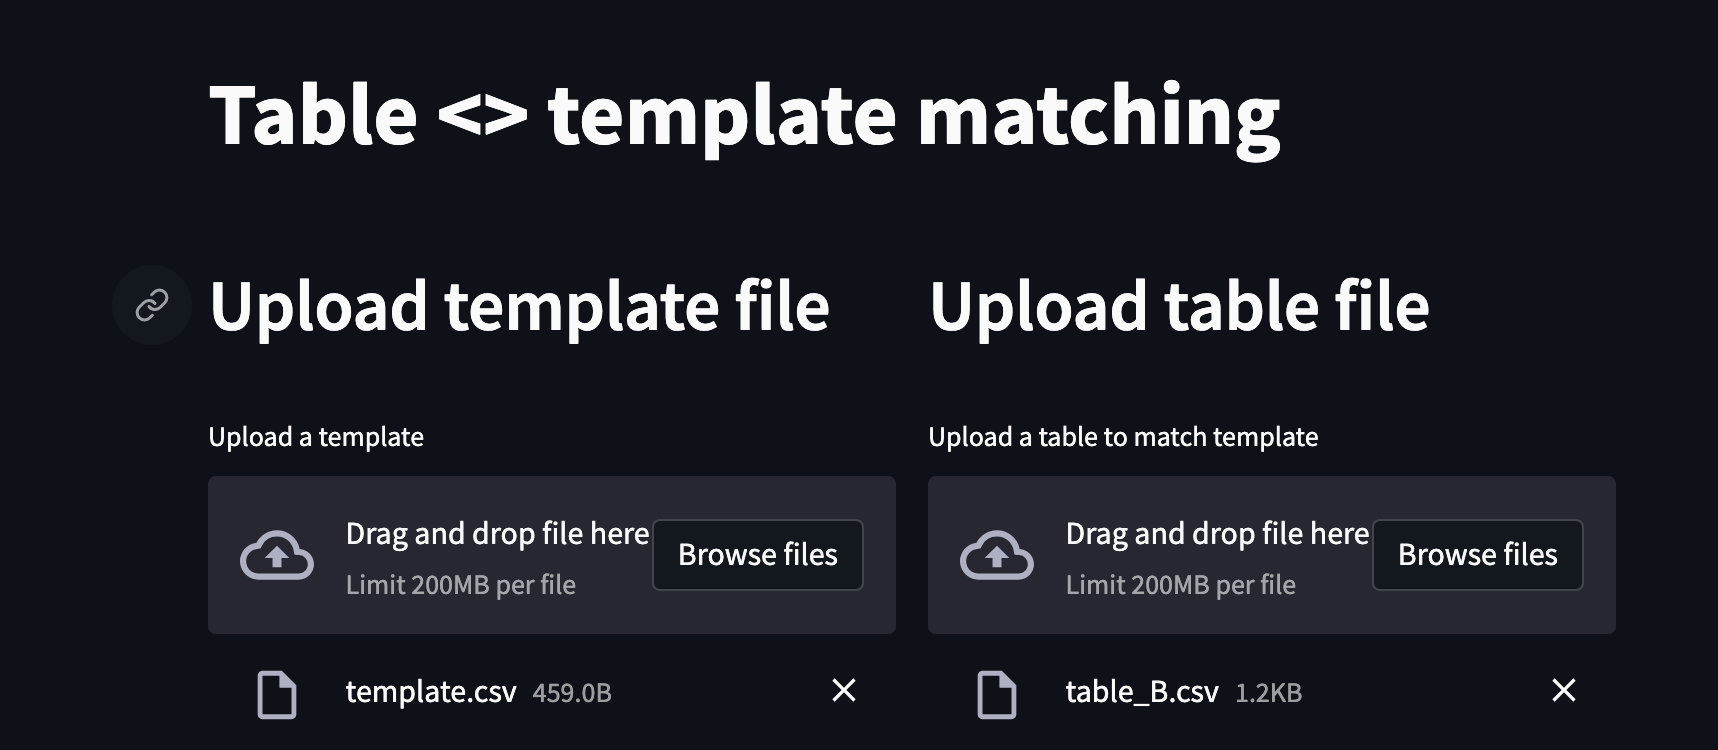 Table <> template matching
Upload template file
Upload a template
Drag and drop file here
Limit 200MB per file
Browse files
template.csv 459.0B
Upload table file
Upload a table to match template
Drag and drop file here
Limit 200MB per file
Browse files
table_B.csv 1.2KB